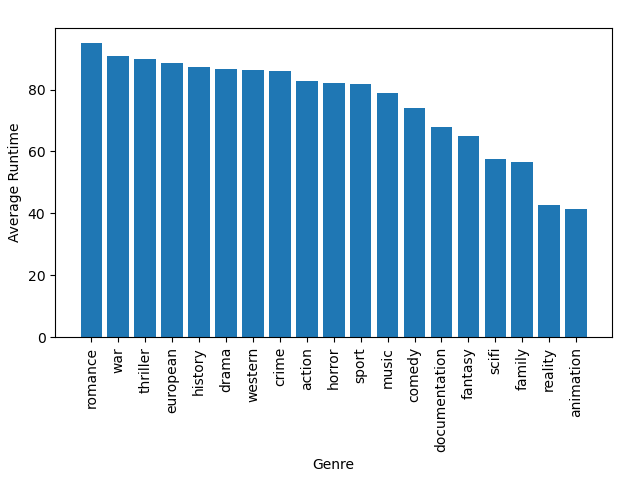 Average Runtime
80
60
40
20
0
romance
war
thriller
european
history
drama
western
crime
action
horror
sport
music
comedy
documentation
fantasy
scifi
family
reality
animation
Genre